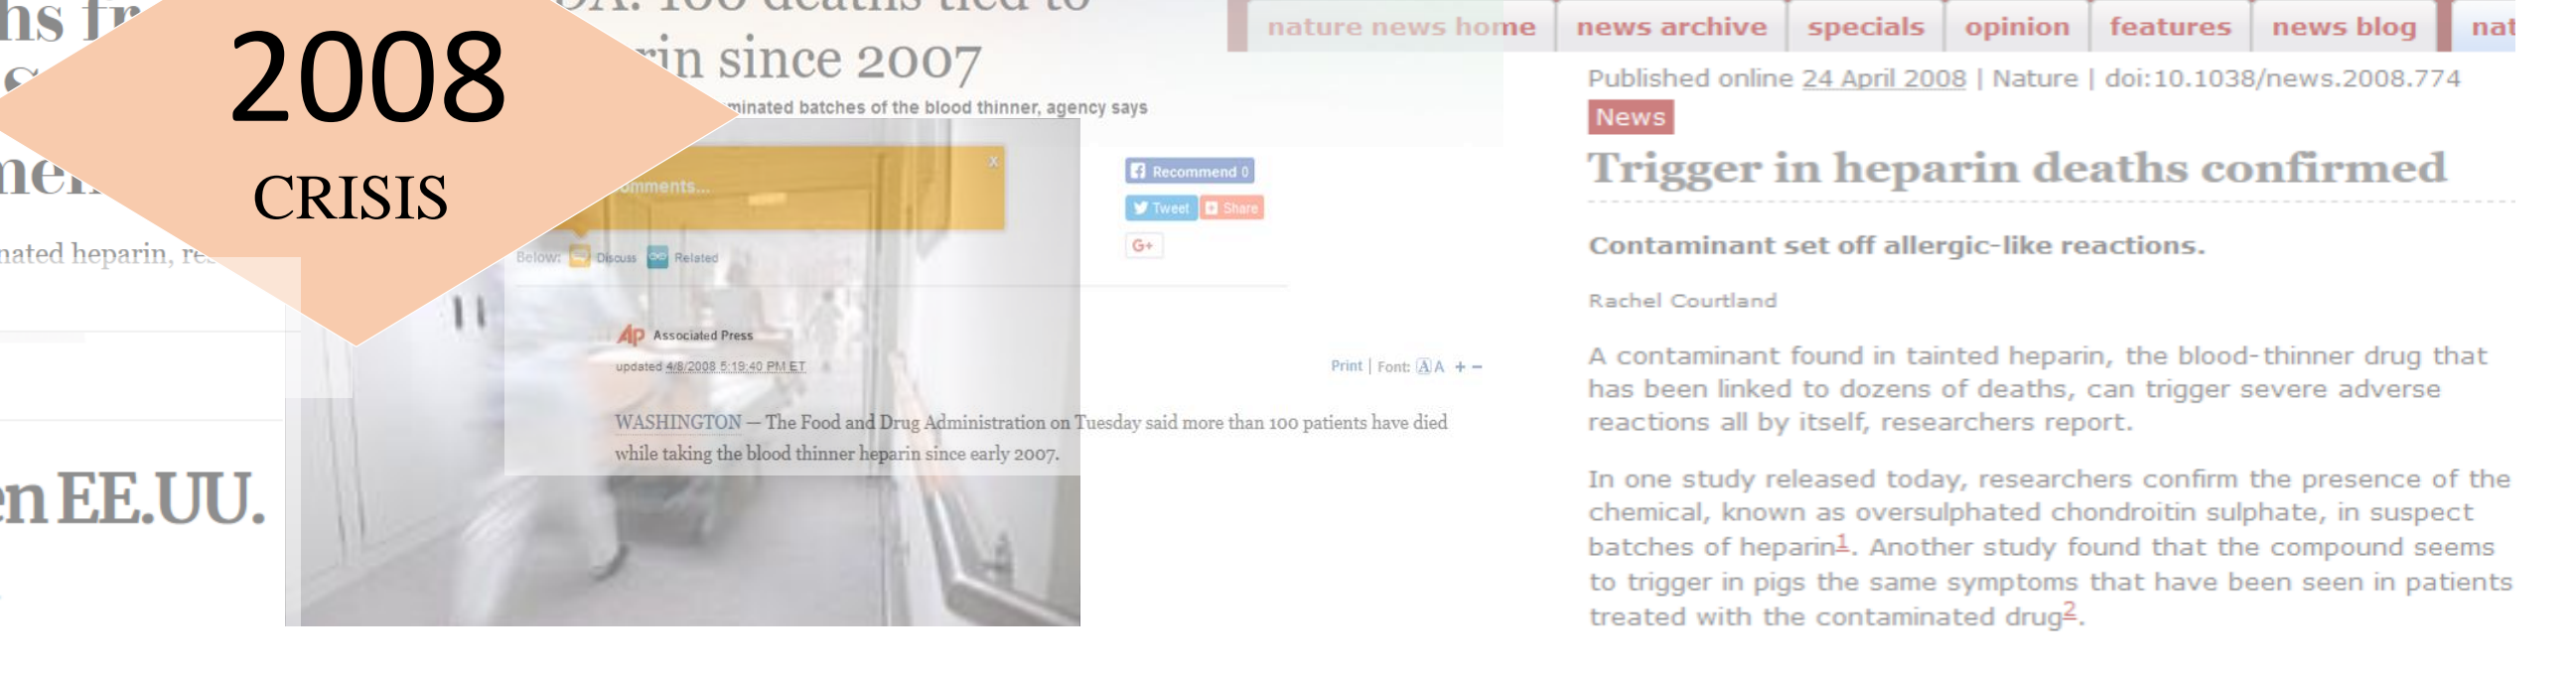 2008
CRISIS
100 deaths tied to
since 2007
batches of the blood thinner, agency says
x
Recommend 0
Tweet
Share
G+
Below:
Discuss
Related
AP Associated Press
updated 4/8/2008 5:19:40 PM ET
Print | Font: A A + −
WASHINGTON — The Food and Drug Administration on Tuesday said more than 100 patients have died
while taking the blood thinner heparin since early 2007.
heparin,
EE.UU.
nature news home
news archive
specials
opinion
features
news blog
Published online 24 April 2008 | Nature | doi:10.1038/news.2008.774
News
Trigger in heparin deaths confirmed
Contaminant set off allergic-like reactions.
Rachel Courtland
A contaminant found in tainted heparin, the blood-thinner drug that
has been linked to dozens of deaths, can trigger severe adverse
reactions all by itself, researchers report.
In one study released today, researchers confirm the presence of the
chemical, known as oversulphated chondroitin sulphate, in suspect
batches of heparin1. Another study found that the compound seems
to trigger in pigs the same symptoms that have been seen in patients
treated with the contaminated drug2.